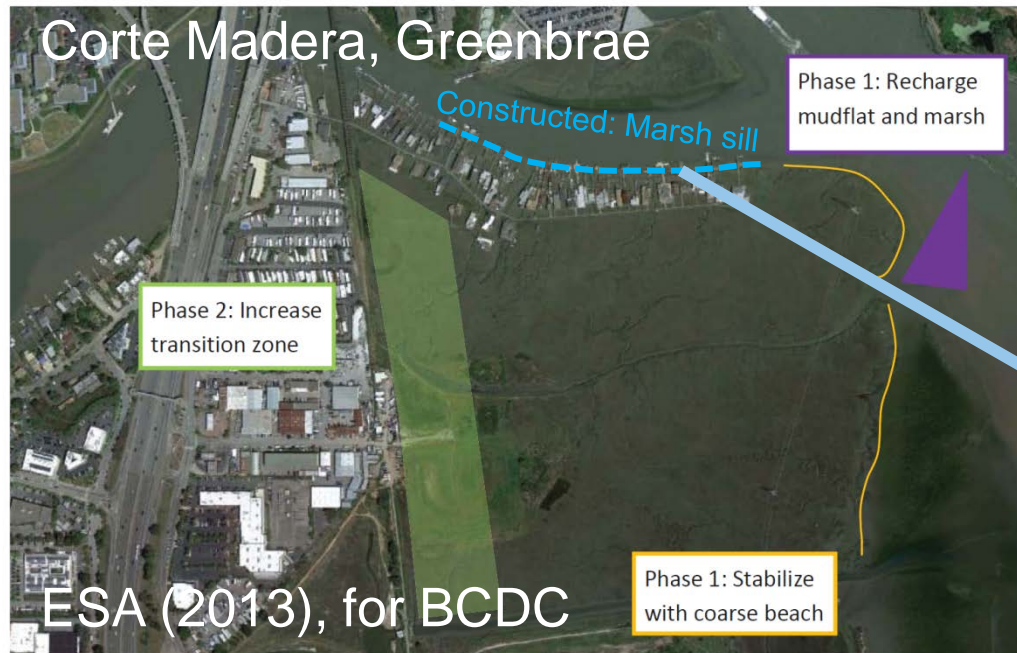 Corte Madera, Greenbrae
Constructed: Marsh sill
Phase 1: Recharge
mudflat and marsh
Phase 2: Increase
transition zone
Phase 1: Stabilize
with coarse beach
ESA (2013), for BCDC